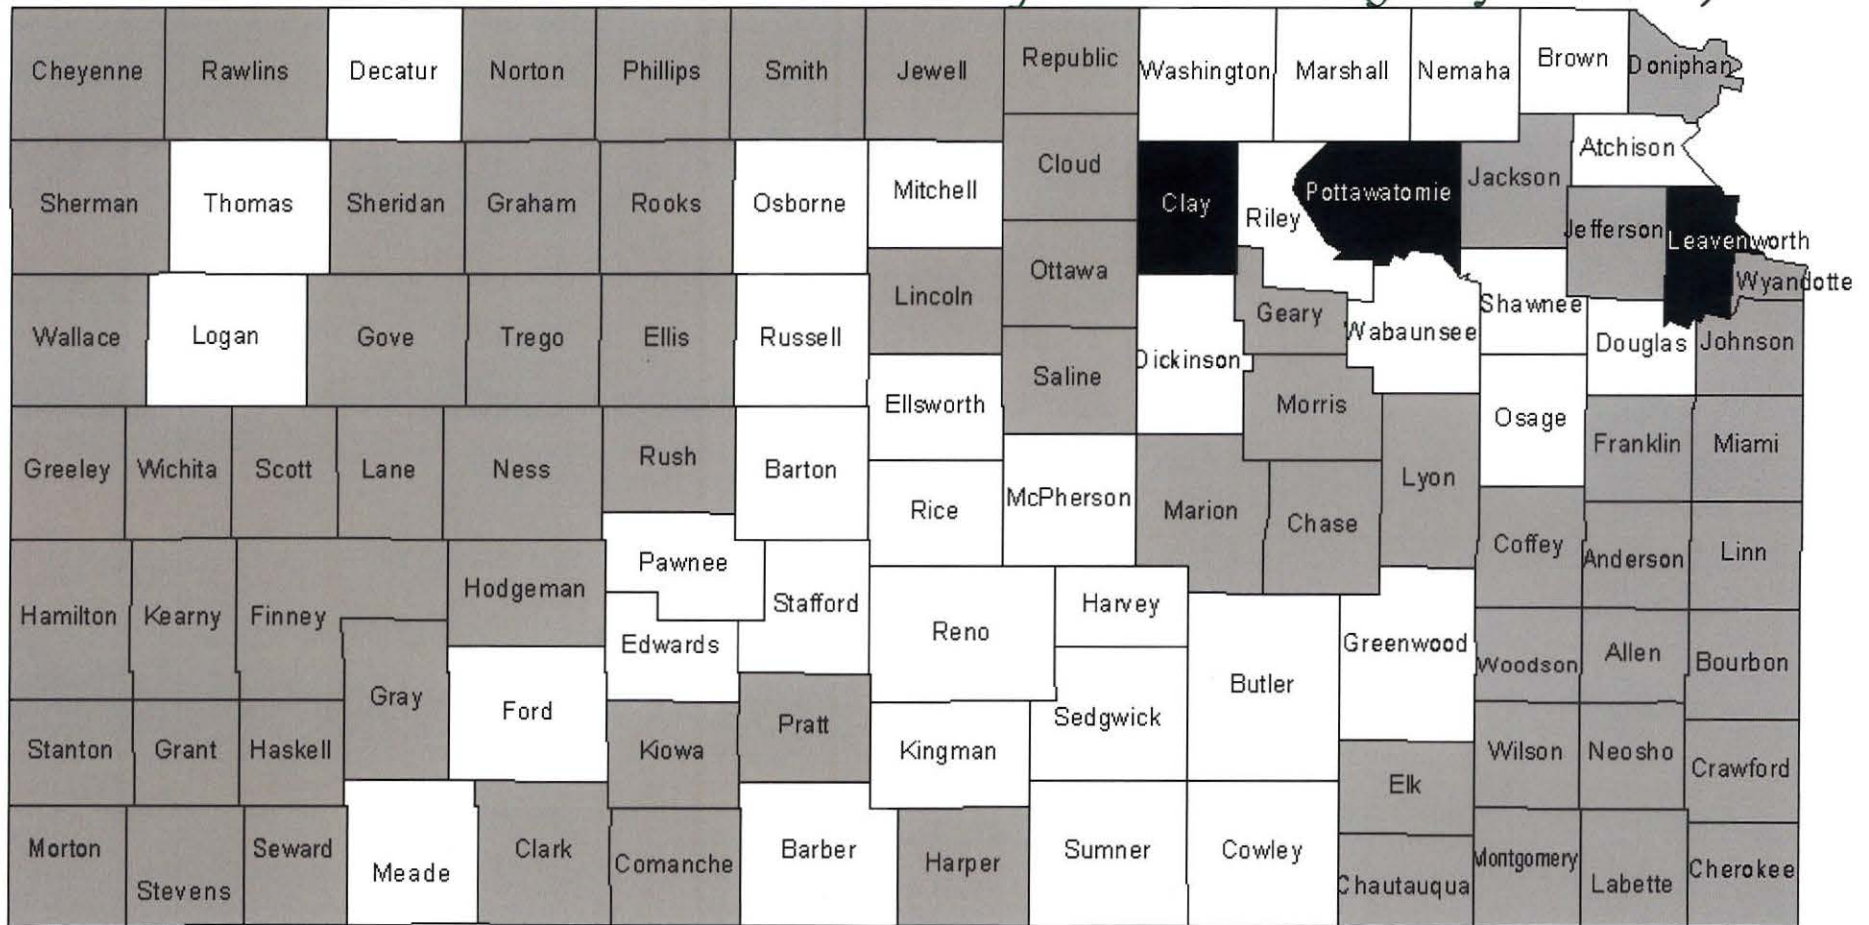 Cheyenne
Rawlins
Decatur
Norton
Phillips
Smith
Jewell
Republic
Washington
Marshall
Nemaha
Brown
Doniphan
Sherman
Thomas
Sheridan
Graham
Rooks
Osborne
Mitchell
Cloud
Clay
Riley
Pottawatomie
Jackson
Atchison
Jefferson
Leavenworth
Wyandotte
Wallace
Logan
Gove
Trego
Ellis
Russell
Lincoln
Ottawa
Saline
Dickinson
Geary
Wabaunsee
Shawnee
Douglas
Johnson
Ellsworth
Morris
Osage
Franklin
Miami
Greeley
Wichita
Scott
Lane
Ness
Rush
Barton
Rice
McPherson
Marion
Chase
Lyon
Coffey
Anderson
Linn
Hamilton
Kearny
Finney
Hodgeman
Pawnee
Stafford
Edwards
Reno
Harvey
Greenwood
Woodson
Allen
Bourbon
Gray
Ford
Kiowa
Pratt
Kingman
Sedgwick
Butler
Stanton
Grant
Haskell
Elk
Wilson
Neosho
Crawford
Morton
Stevens
Seward
Meade
Clark
Comanche
Barber
Harper
Sumner
Cowley
Chautauqua
Montgomery
Labette
Cherokee